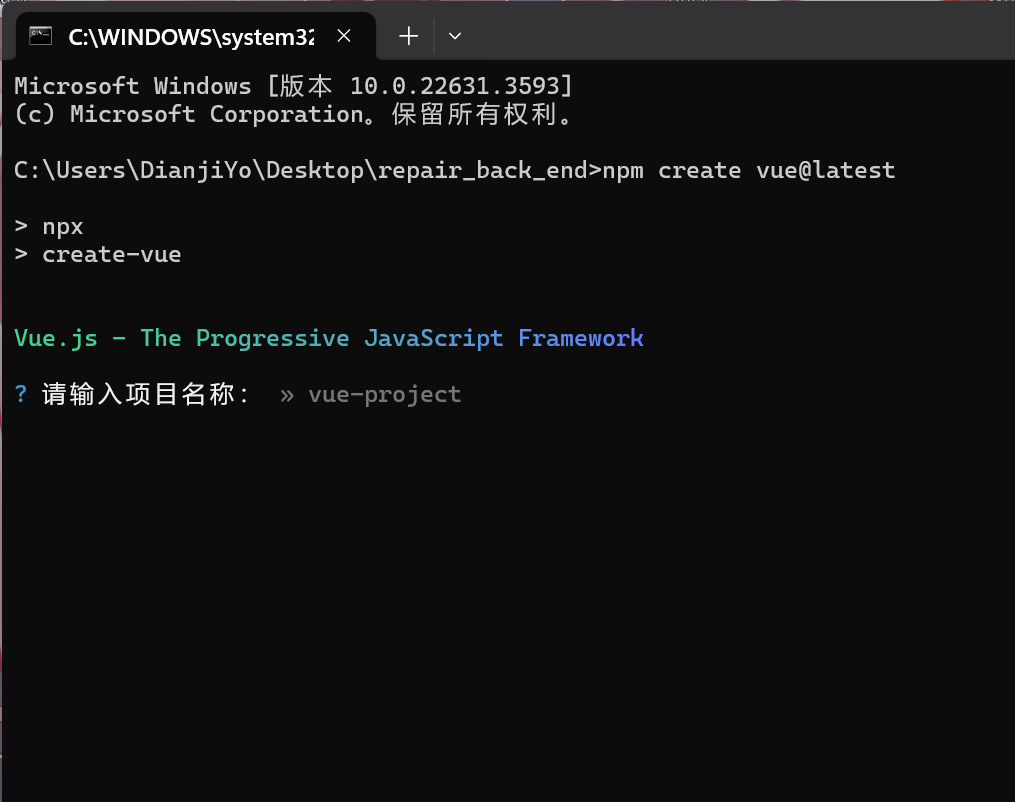 C:\WINDOWS\system32
Microsoft Windows [版本 10.0.22631.3593]
(c) Microsoft Corporation。保留所有权利。
C:\Users\DianjiYo\Desktop\repair_back_end>npm create vue@latest
> npx
> create-vue
Vue.js - The Progressive JavaScript Framework
? 请输入项目名称： » vue-project